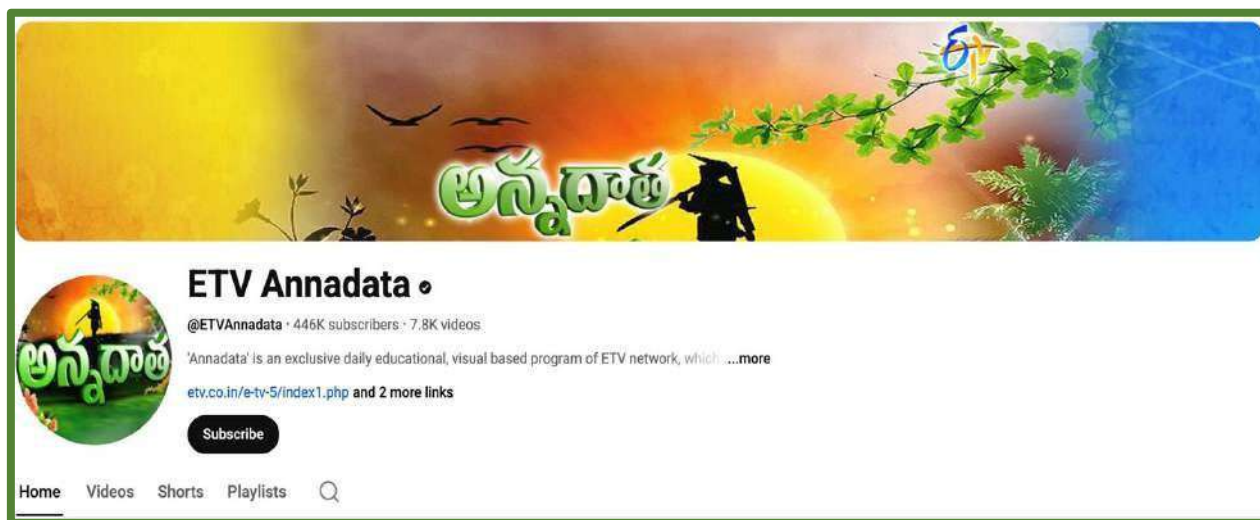 ETV
అన్నదాత
అన్నదాత
ETV Annadata
@ETVAnnadata · 446K subscribers · 7.8K videos
'Annadata' is an exclusive daily educational, visual based program of ETV network, which ...more
etv.co.in/e-tv-5/index1.php and 2 more links
Subscribe
Home Videos Shorts Playlists